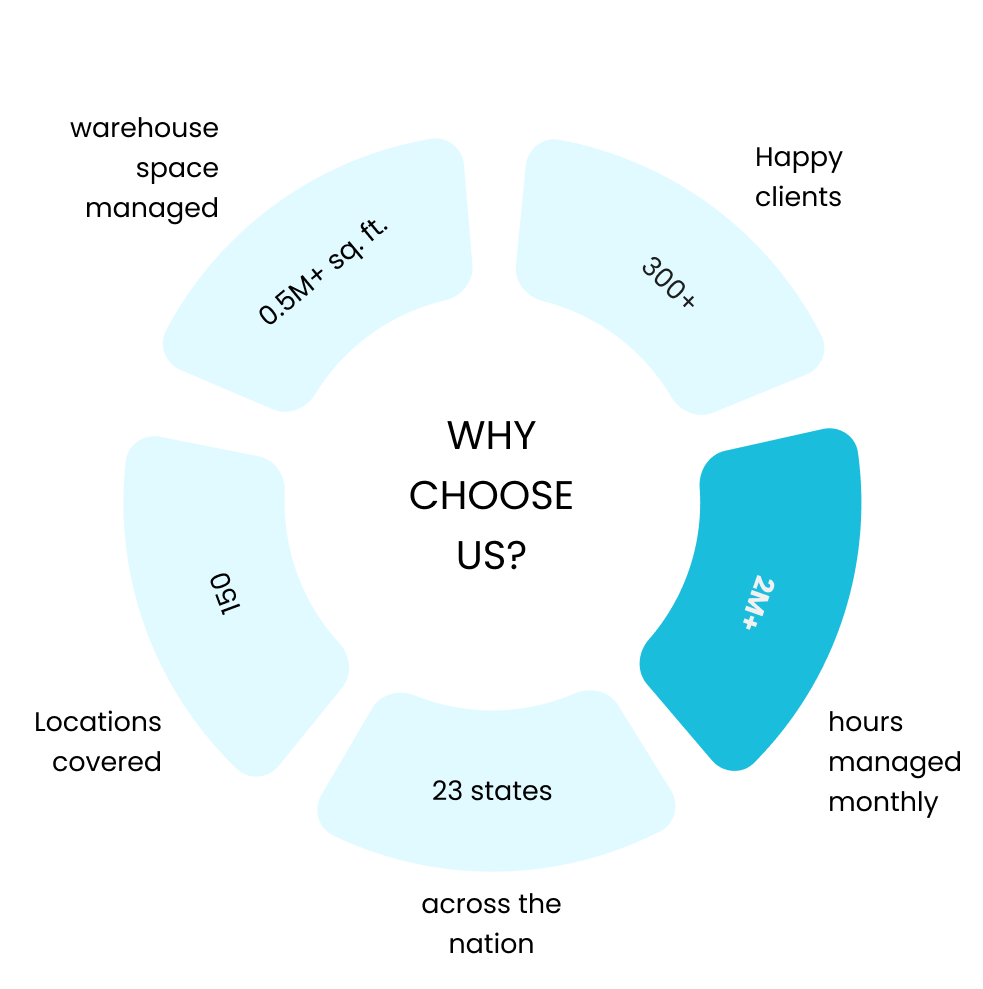 warehouse
space
managed
0.5M+ sq. ft.
Happy
clients
300+
WHY
CHOOSE
US?
150
Locations
covered
2M+
hours
managed
monthly
23 states
across the
nation